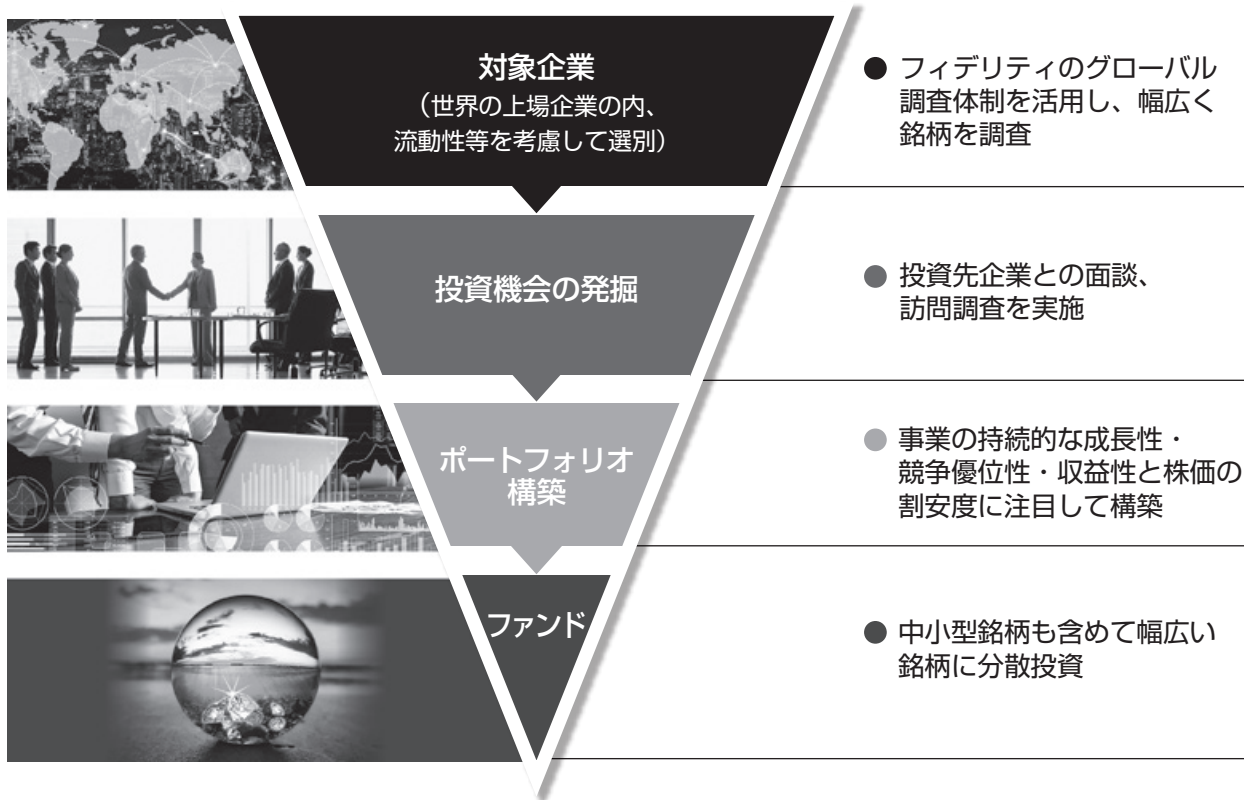 対象企業
（世界の上場企業の内、
流動性等を考慮して選別）
● フィデリティのグローバル
調査体制を活用し、幅広く
銘柄を調査
投資機会の発掘
● 投資先企業との面談、
訪問調査を実施
ポートフォリオ
構築
● 事業の持続的な成長性・
競争優位性・収益性と株価の
割安度に注目して構築
ファンド
● 中小型銘柄も含めて幅広い
銘柄に分散投資